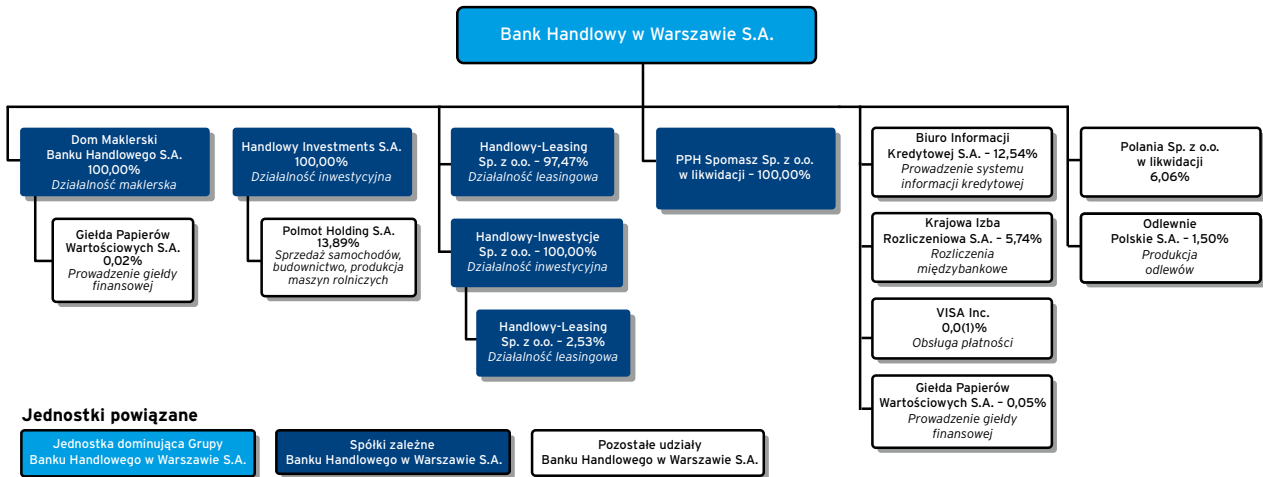 Bank Handlowy w Warszawie S.A.
Dom Maklerski
Banku Handlowego S.A.
100,00%
Działalność maklerska
Giełda Papierów
Wartościowych S.A.
0,02%
Prowadzenie giełdy
finansowej
Handlowy Investments S.A.
100,00%
Działalność inwestycyjna
Polmot Holding S.A.
13,89%
Sprzedaż samochodów,
budownictwo, produkcja
maszyn rolniczych
Handlowy-Leasing
Sp. z o.o. – 97,47%
Działalność leasingowa
Handlowy-Inwestycje
Sp. z o.o. – 100,00%
Działalność inwestycyjna
Handlowy-Leasing
Sp. z o.o. – 2,53%
Działalność leasingowa
PPH Spomasz Sp. z o.o.
w likwidacji – 100,00%
Biuro Informacji
Kredytowej S.A. – 12,54%
Prowadzenie systemu
informacji kredytowej
Krajowa Izba
Rozliczeniowa S.A. – 5,74%
Rozliczenia
międzybankowe
VISA Inc.
0,0(1)%
Obsługa płatności
Giełda Papierów
Wartościowych S.A. – 0,05%
Prowadzenie giełdy
finansowej
Polania Sp. z o.o.
w likwidacji
6,06%
Odlewnie
Polskie S.A. – 1,50%
Produkcja
odlewów
Jednostki powiązane
Jednostka dominująca Grupy
Banku Handlowego w Warszawie S.A.
Spółki zależne
Banku Handlowego w Warszawie S.A.
Pozostałe udziały
Banku Handlowego w Warszawie S.A.